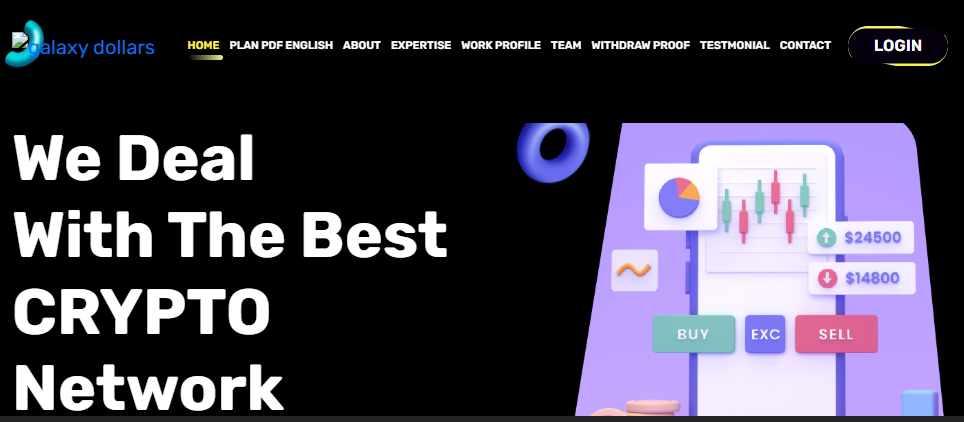 galaxy dollars
HOME PLAN PDF ENGLISH ABOUT EXPERTISE WORK PROFILE TEAM WITHDRAW PROOF TESTMONIAL CONTACT LOGIN
We Deal
With The Best
CRYPTO
Network
$24500
$14800
BUY EXC SELL